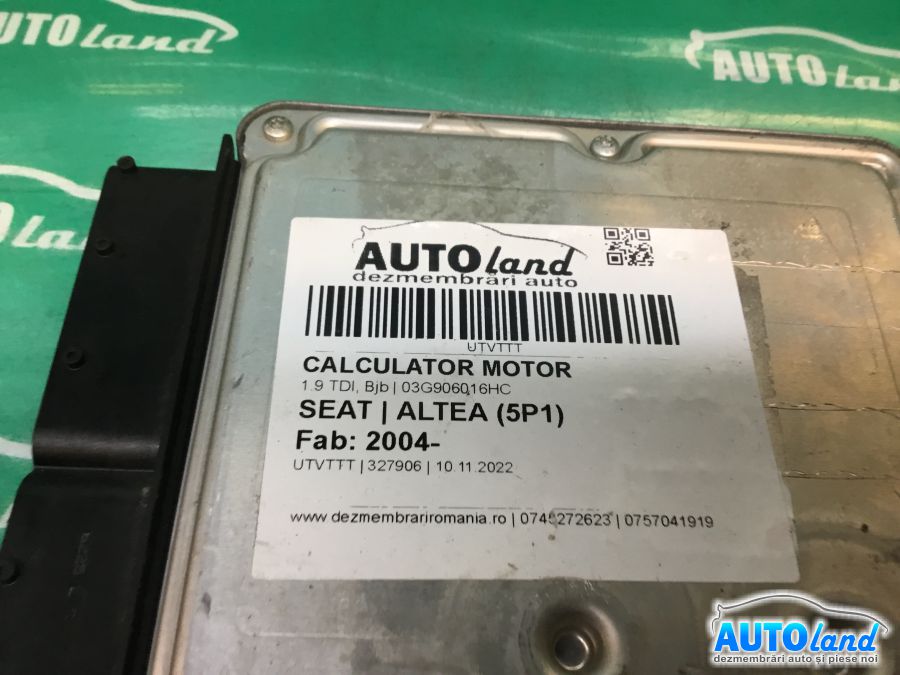 AUTOland
AUTOland
AUTOland
AUTOland
dezmembrări auto
UTVTTT
CALCULATOR MOTOR
1.9 TDI, Bjb | 03G906016HC
SEAT | ALTEA (5P1)
Fab: 2004-
UTVTTT | 327906 | 10.11.2022
www.dezmembrariromania.ro | 0745272623 | 0757041919
AUTOland
dezmembrări auto și piese noi